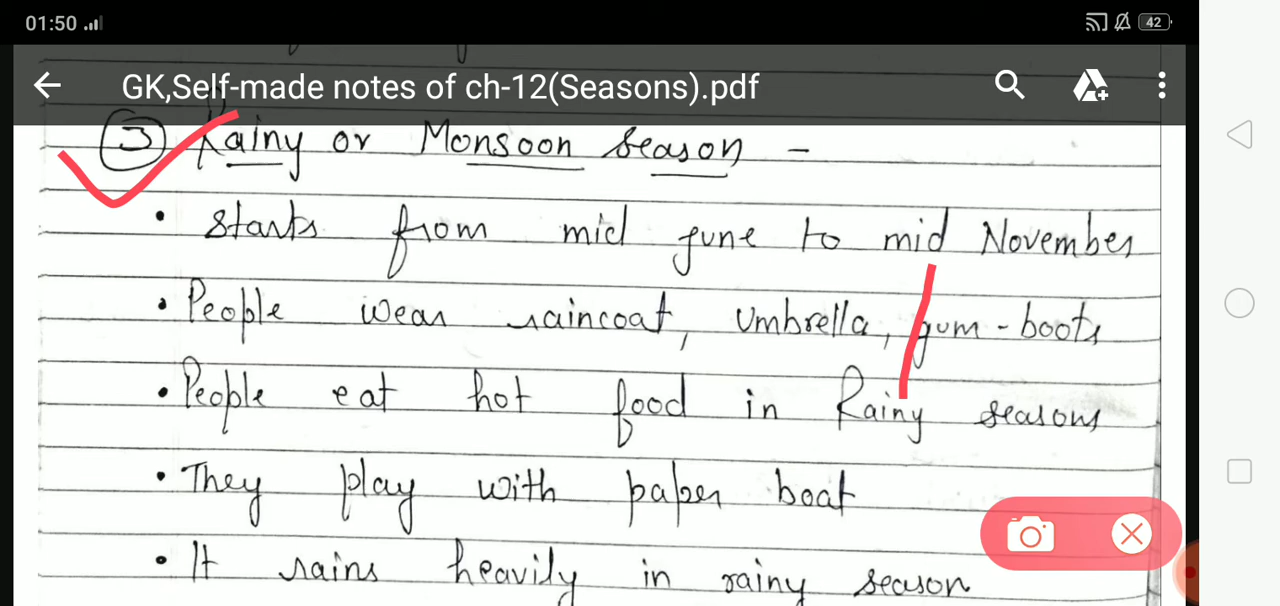 01:50 42
GK,Self-made notes of ch-12(Seasons).pdf
③ Rainy or Monsoon season -
• starts from mid june to mid November
• People wear raincoat, Umbrella, gum-boots
• People eat hot food in Rainy seasons
• They play with paper boat
• It rains heavily in rainy season